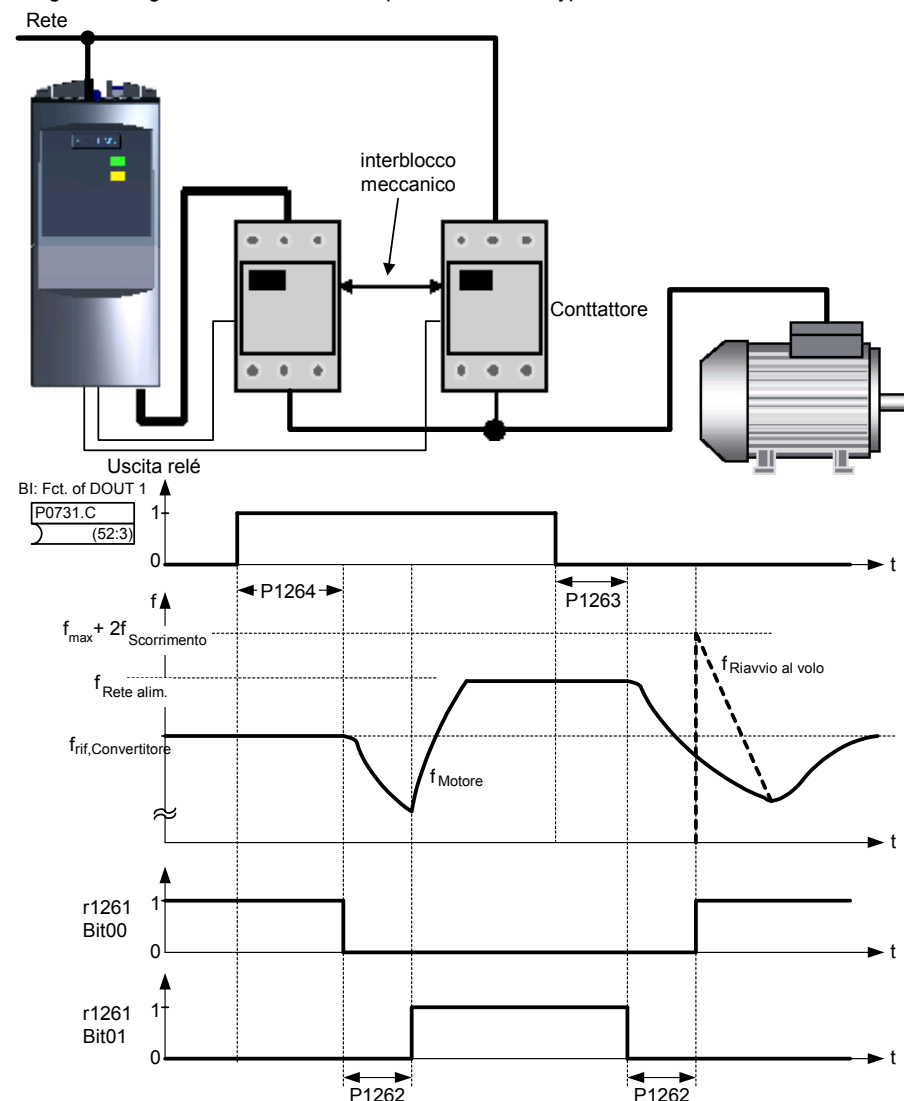 Rete
interblocco
meccanico
Conttattore
Uscita relé
BI: Fct. of DOUT 1
P0731.C
(52:3)
1
0
t
P1264
P1263
f
fmax+ 2fScorrimento
fRiavvio al volo
fRete alim.
frif,Convertitore
fMotore
t
r1261
Bit00
1
0
t
r1261
Bit01
1
0
t
P1262
P1262